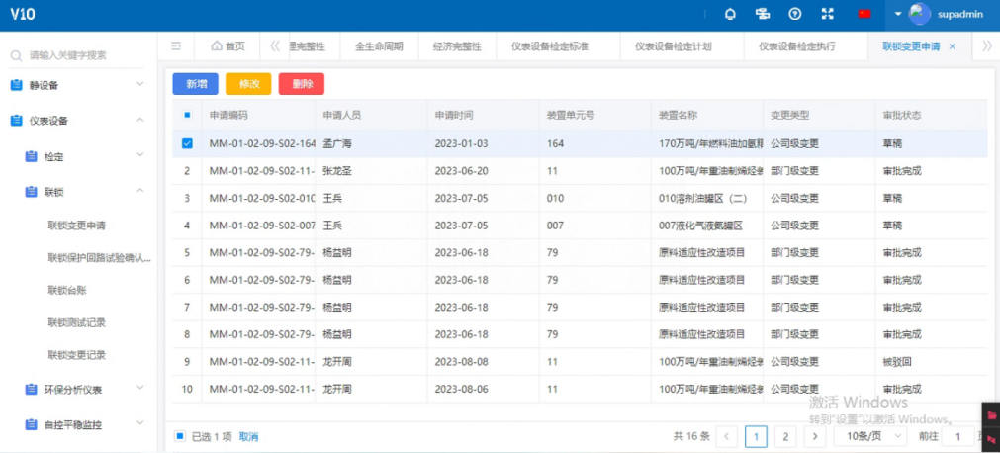 V10
supadmin
请输入关键字搜索
首页
理完整性
全生命周期
经济完整性
仪表设备检定标准
仪表设备检定计划
仪表设备检定执行
联锁变更申请
静设备
仪表设备
检定
联锁
联锁变更申请
联锁保护回路试验确认...
联锁台账
联锁测试记录
联锁变更记录
环保分析仪表
自控平稳监控
新增 修改 删除
申请编码 申请人员 申请时间 装置单元号 装置名称 变更类型 审批状态
MM-01-02-09-S02-164 孟广海 2023-01-03 164 170万吨/年燃料油加氢精 公司级变更 草稿
2 MM-01-02-09-S02-11- 张龙圣 2023-06-20 11 100万吨/年重油制烯烃装 部门级变更 审批完成
3 MM-01-02-09-S02-010 王兵 2023-07-05 010 010溶剂油罐区（二） 公司级变更 草稿
4 MM-01-02-09-S02-007 王兵 2023-07-05 007 007液化气液氨罐区 公司级变更 草稿
5 MM-01-02-09-S02-79- 杨益明 2023-06-18 79 原料适应性改造项目 部门级变更 审批完成
6 MM-01-02-09-S02-79- 杨益明 2023-06-18 79 原料适应性改造项目 部门级变更 审批完成
7 MM-01-02-09-S02-79- 杨益明 2023-06-18 79 原料适应性改造项目 部门级变更 审批完成
8 MM-01-02-09-S02-79- 杨益明 2023-06-18 79 原料适应性改造项目 部门级变更 审批完成
9 MM-01-02-09-S02-11- 龙开周 2023-08-08 11 100万吨/年重油制烯烃装 公司级变更 被驳回
10 MM-01-02-09-S02-11- 龙开周 2023-08-06 11 100万吨/年重油制烯烃装 公司级变更 审批完成
激活 Windows
转到"设置"以激活 Windows。
已选 1 项 取消
共 16 条 1 2 10条/页 前往 1